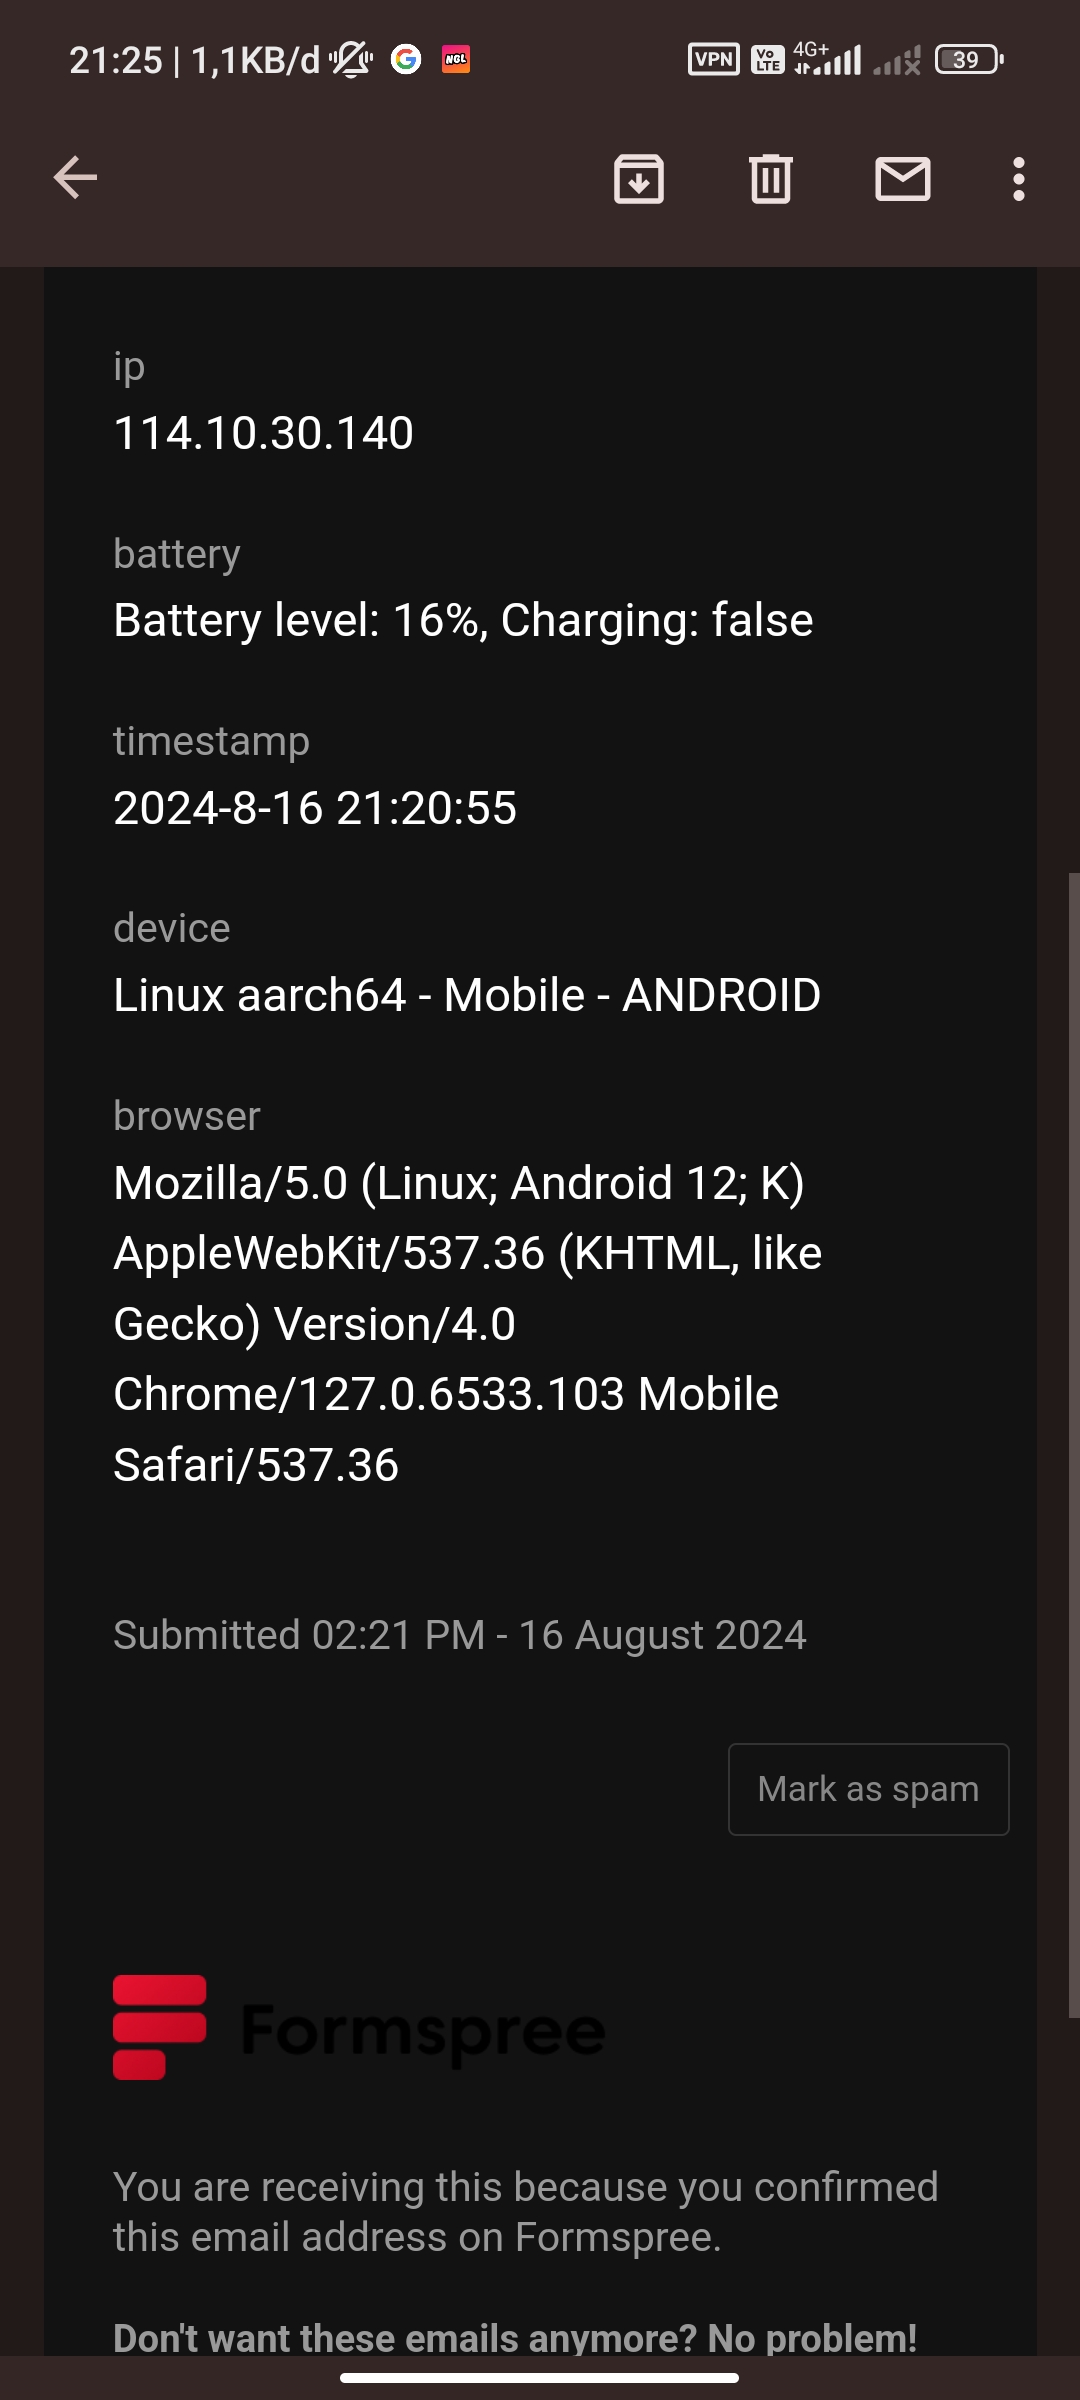 21:25 | 1,1KB/d
G
NGL
VPN
Vo LTE
4G+
39
ip
114.10.30.140
battery
Battery level: 16%, Charging: false
timestamp
2024-8-16 21:20:55
device
Linux aarch64 - Mobile - ANDROID
browser
Mozilla/5.0 (Linux; Android 12; K)
AppleWebKit/537.36 (KHTML, like
Gecko) Version/4.0
Chrome/127.0.6533.103 Mobile
Safari/537.36
Submitted 02:21 PM - 16 August 2024
Mark as spam
Formspree
You are receiving this because you confirmed
this email address on Formspree.
Don't want these emails anymore? No problem!